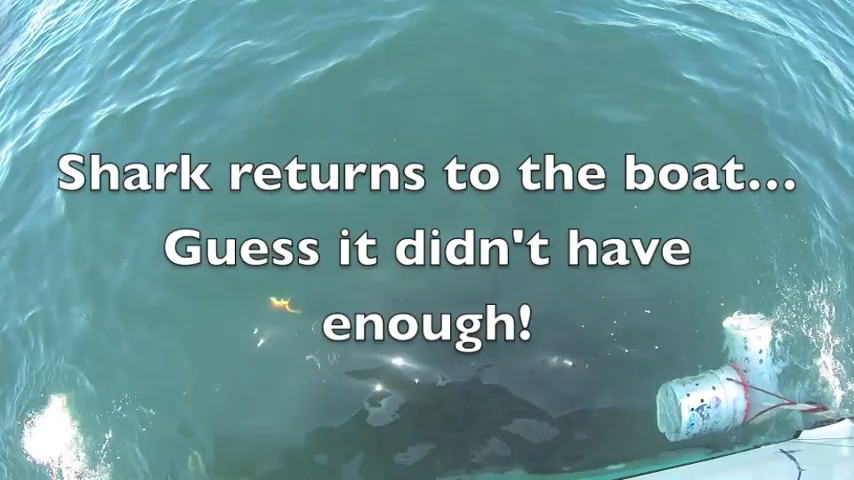 Shark returns to the boat...
Guess it didn't have
enough!